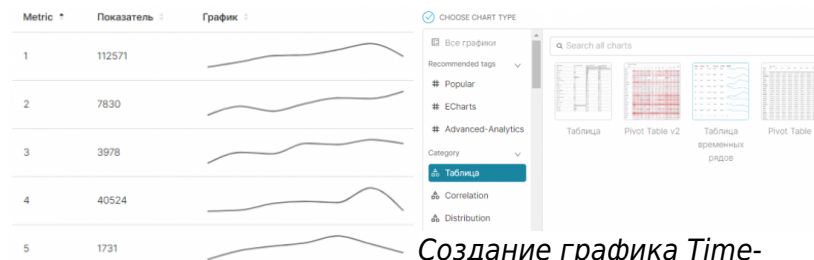 Metric Показатель График
1 112571
2 7830
3 3978
4 40524
5 1731
CHOOSE CHART TYPE
Все графики
Search all charts
Recommended tags
# Popular
# ECharts
# Advanced-Analytics
Category
Таблица
Correlation
Distribution
Таблица
Pivot Table v2
Таблица
временных
рядов
Pivot Table
Создание графика Time-